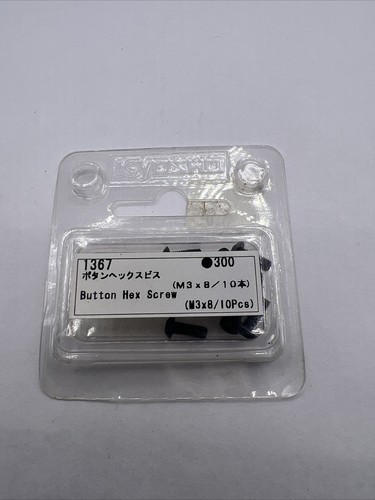 1367 ●300
ボタンヘックスビス
(M3x8/10本)
Button Hex Screw
(M3x8/10Pcs)